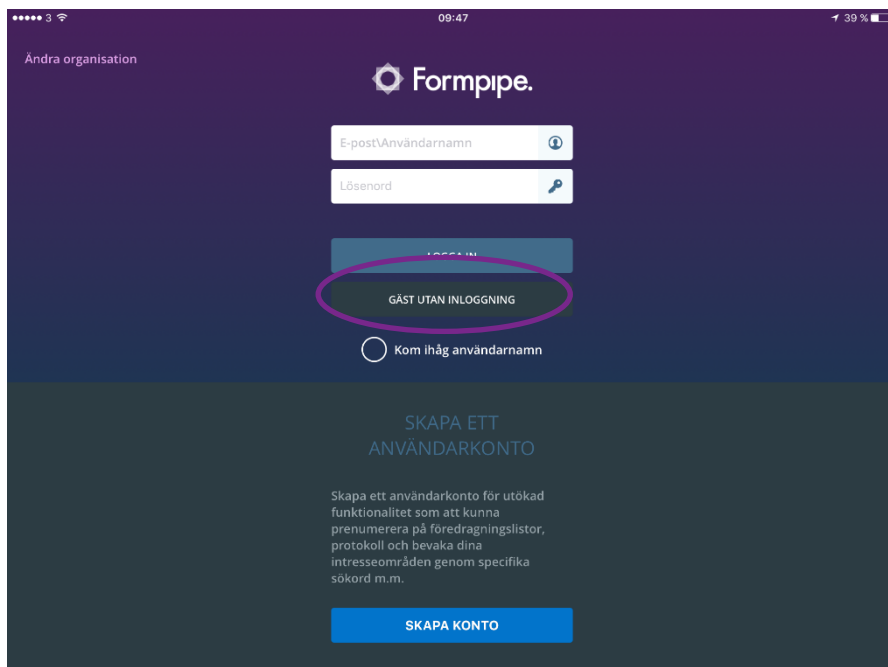 3 09:47 39 %
Ändra organisation
Formpipe.
E-post\Användarnamn
Lösenord
LOGGA IN
GÄST UTAN INLOGGNING
Kom ihåg användarnamn
SKAPA ETT
ANVÄNDARKONTO
Skapa ett användarkonto för utökad
funktionalitet som att kunna
prenumerera på föredragningslistor,
protokoll och bevaka dina
intresseområden genom specifika
sökord m.m.
SKAPA KONTO